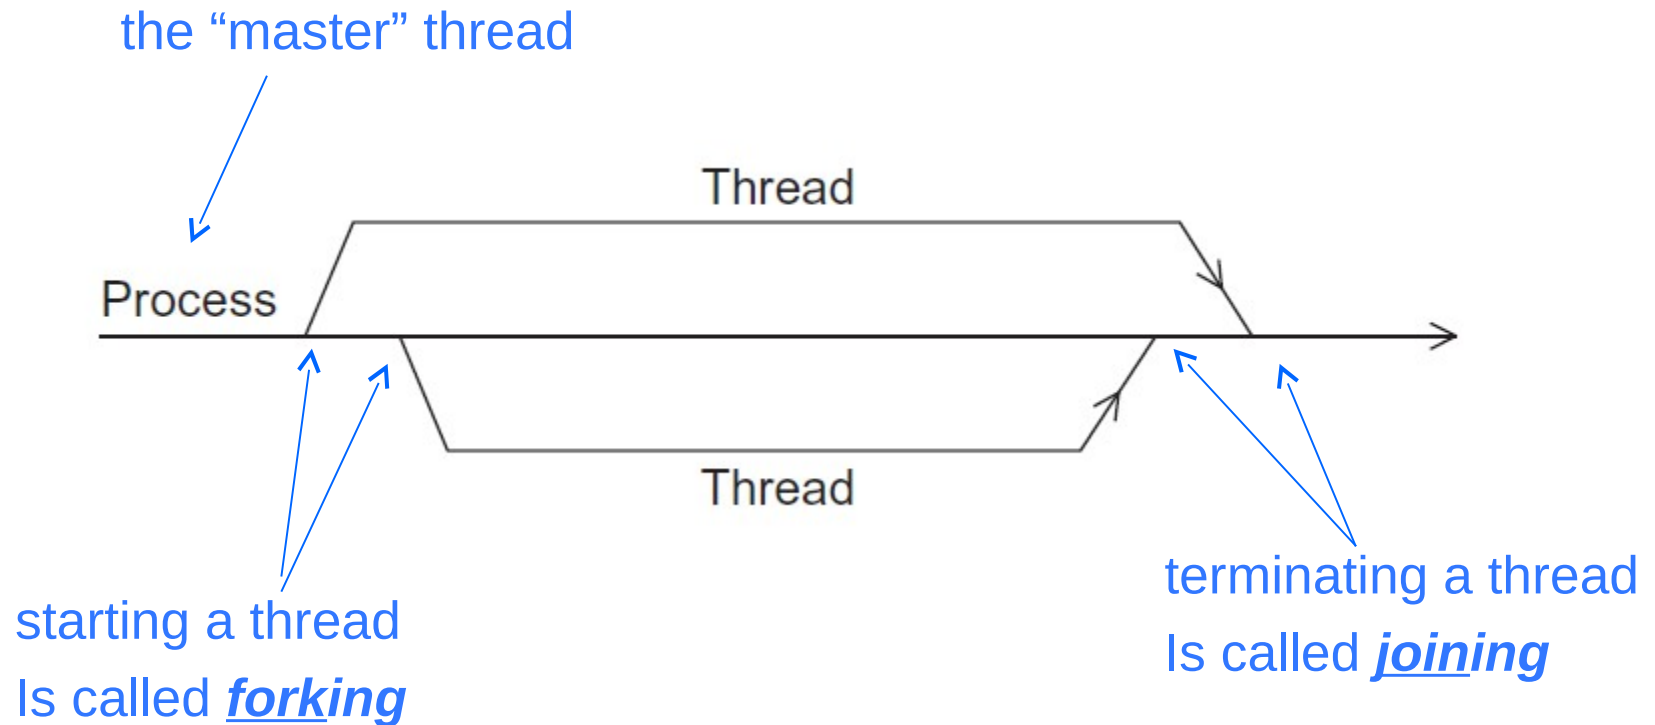 the “master” thread
Thread
Process
Thread
starting a thread
Is called forking
terminating a thread
Is called joining